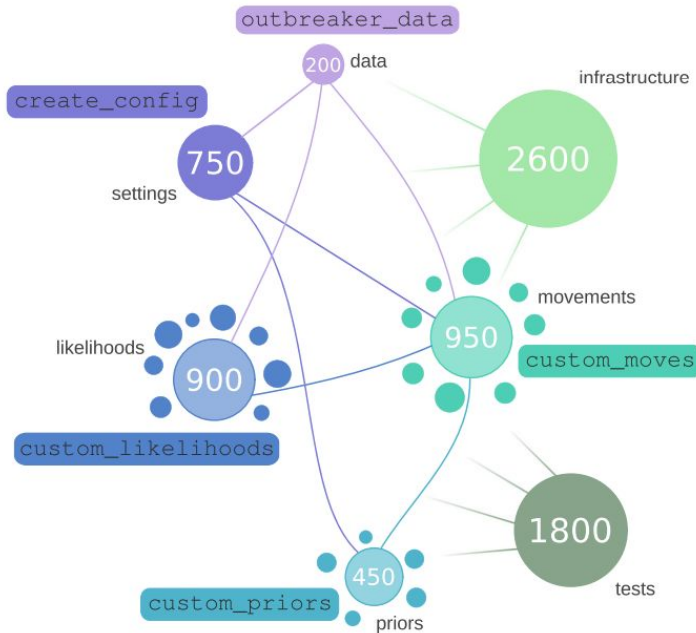 outbreaker_data
200
data
infrastructure
create_config
750
2600
settings
movements
likelihoods
950
900
custom_moves
custom_likelihoods
1800
450
tests
custom_priors
priors